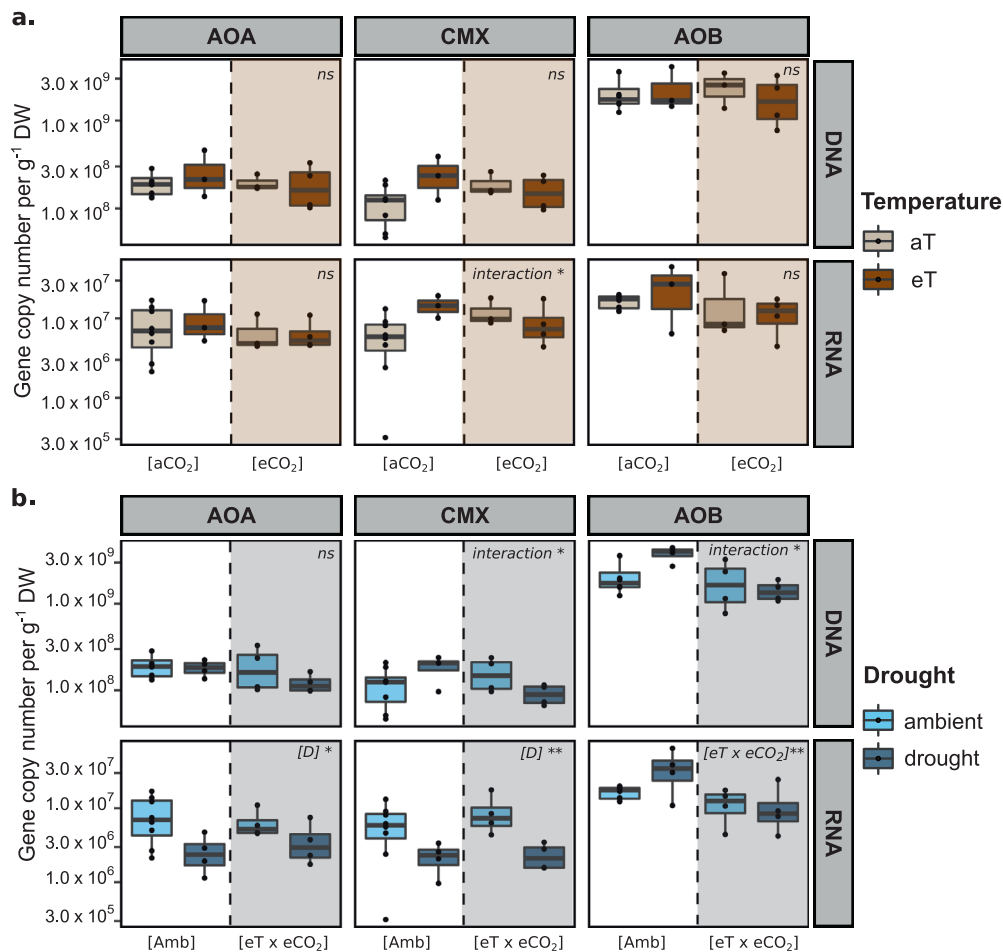 a.
AOA CMX AOB
Gene copy number per g⁻¹ DW
3.0 x 10⁹
1.0 x 10⁹
3.0 x 10⁸
1.0 x 10⁸
ns ns ns
DNA
3.0 x 10⁷
1.0 x 10⁷
3.0 x 10⁶
1.0 x 10⁶
3.0 x 10⁵
ns interaction * ns
RNA
[aCO₂] [eCO₂] [aCO₂] [eCO₂] [aCO₂] [eCO₂]
Temperature
aT
eT
b.
AOA CMX AOB
Gene copy number per g⁻¹ DW
3.0 x 10⁹
1.0 x 10⁹
3.0 x 10⁸
1.0 x 10⁸
ns interaction * interaction *
DNA
3.0 x 10⁷
1.0 x 10⁷
3.0 x 10⁶
1.0 x 10⁶
3.0 x 10⁵
[D] * [D] ** [eT x eCO₂]**
RNA
[Amb] [eT x eCO₂] [Amb] [eT x eCO₂] [Amb] [eT x eCO₂]
Drought
ambient
drought